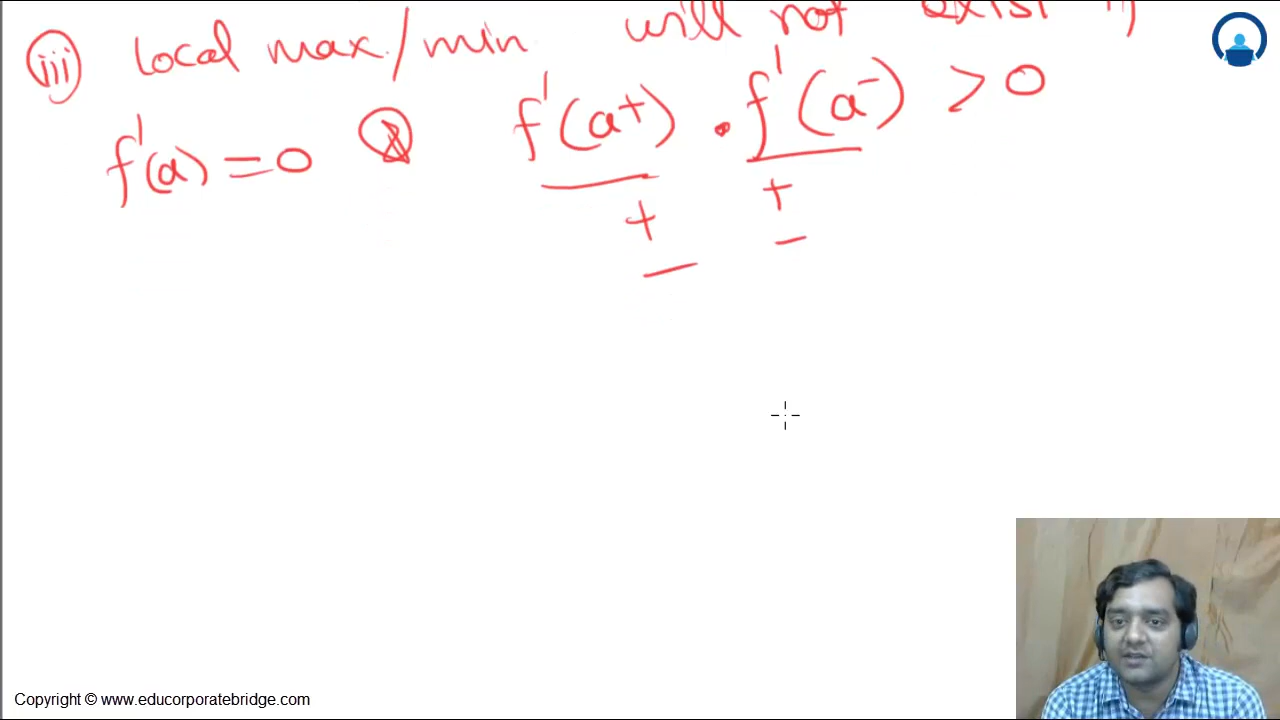 (iii) Local max/min will not exist if
f'(a) = 0 & f'(a+) . f'(a-) > 0
+ +
- -
Copyright © www.educorporatebridge.com